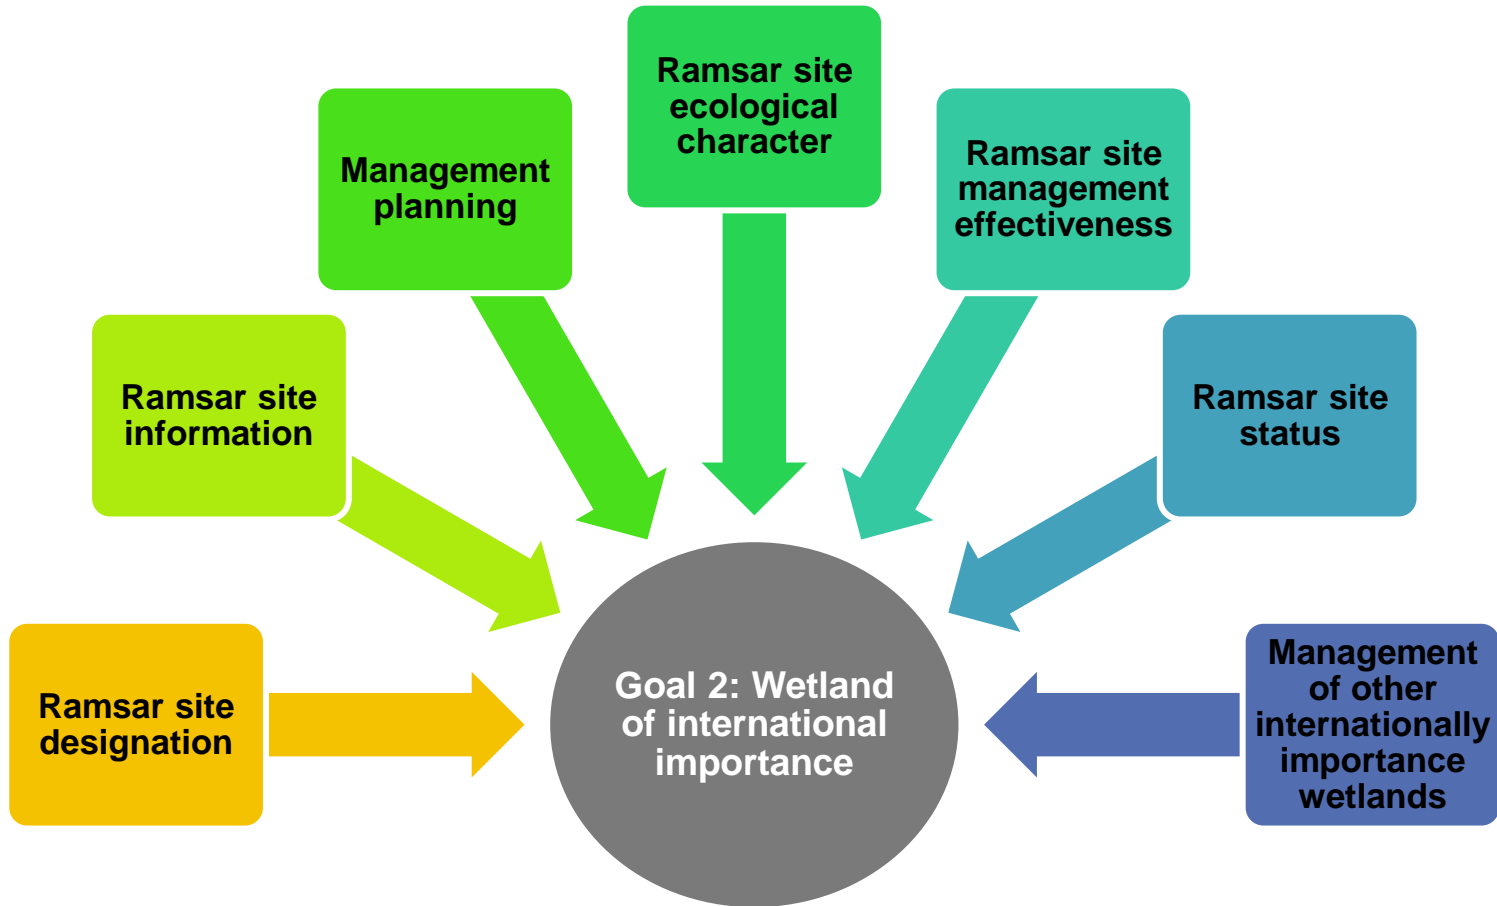 Ramsar site
designation
Ramsar site
information
Management
planning
Ramsar site
ecological
character
Ramsar site
management
effectiveness
Ramsar site
status
Management
of other
internationally
importance
wetlands
Goal 2: Wetland
of international
importance